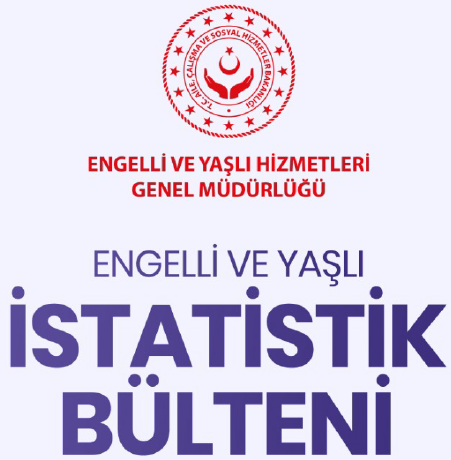 T.C. AİLE, ÇALIŞMA VE SOSYAL HİZMETLER BAKANLIĞI
ENGELLİ VE YAŞLI HİZMETLERİ
GENEL MÜDÜRLÜĞÜ
ENGELLİ VE YAŞLI
İSTATİSTİK
BÜLTENİ